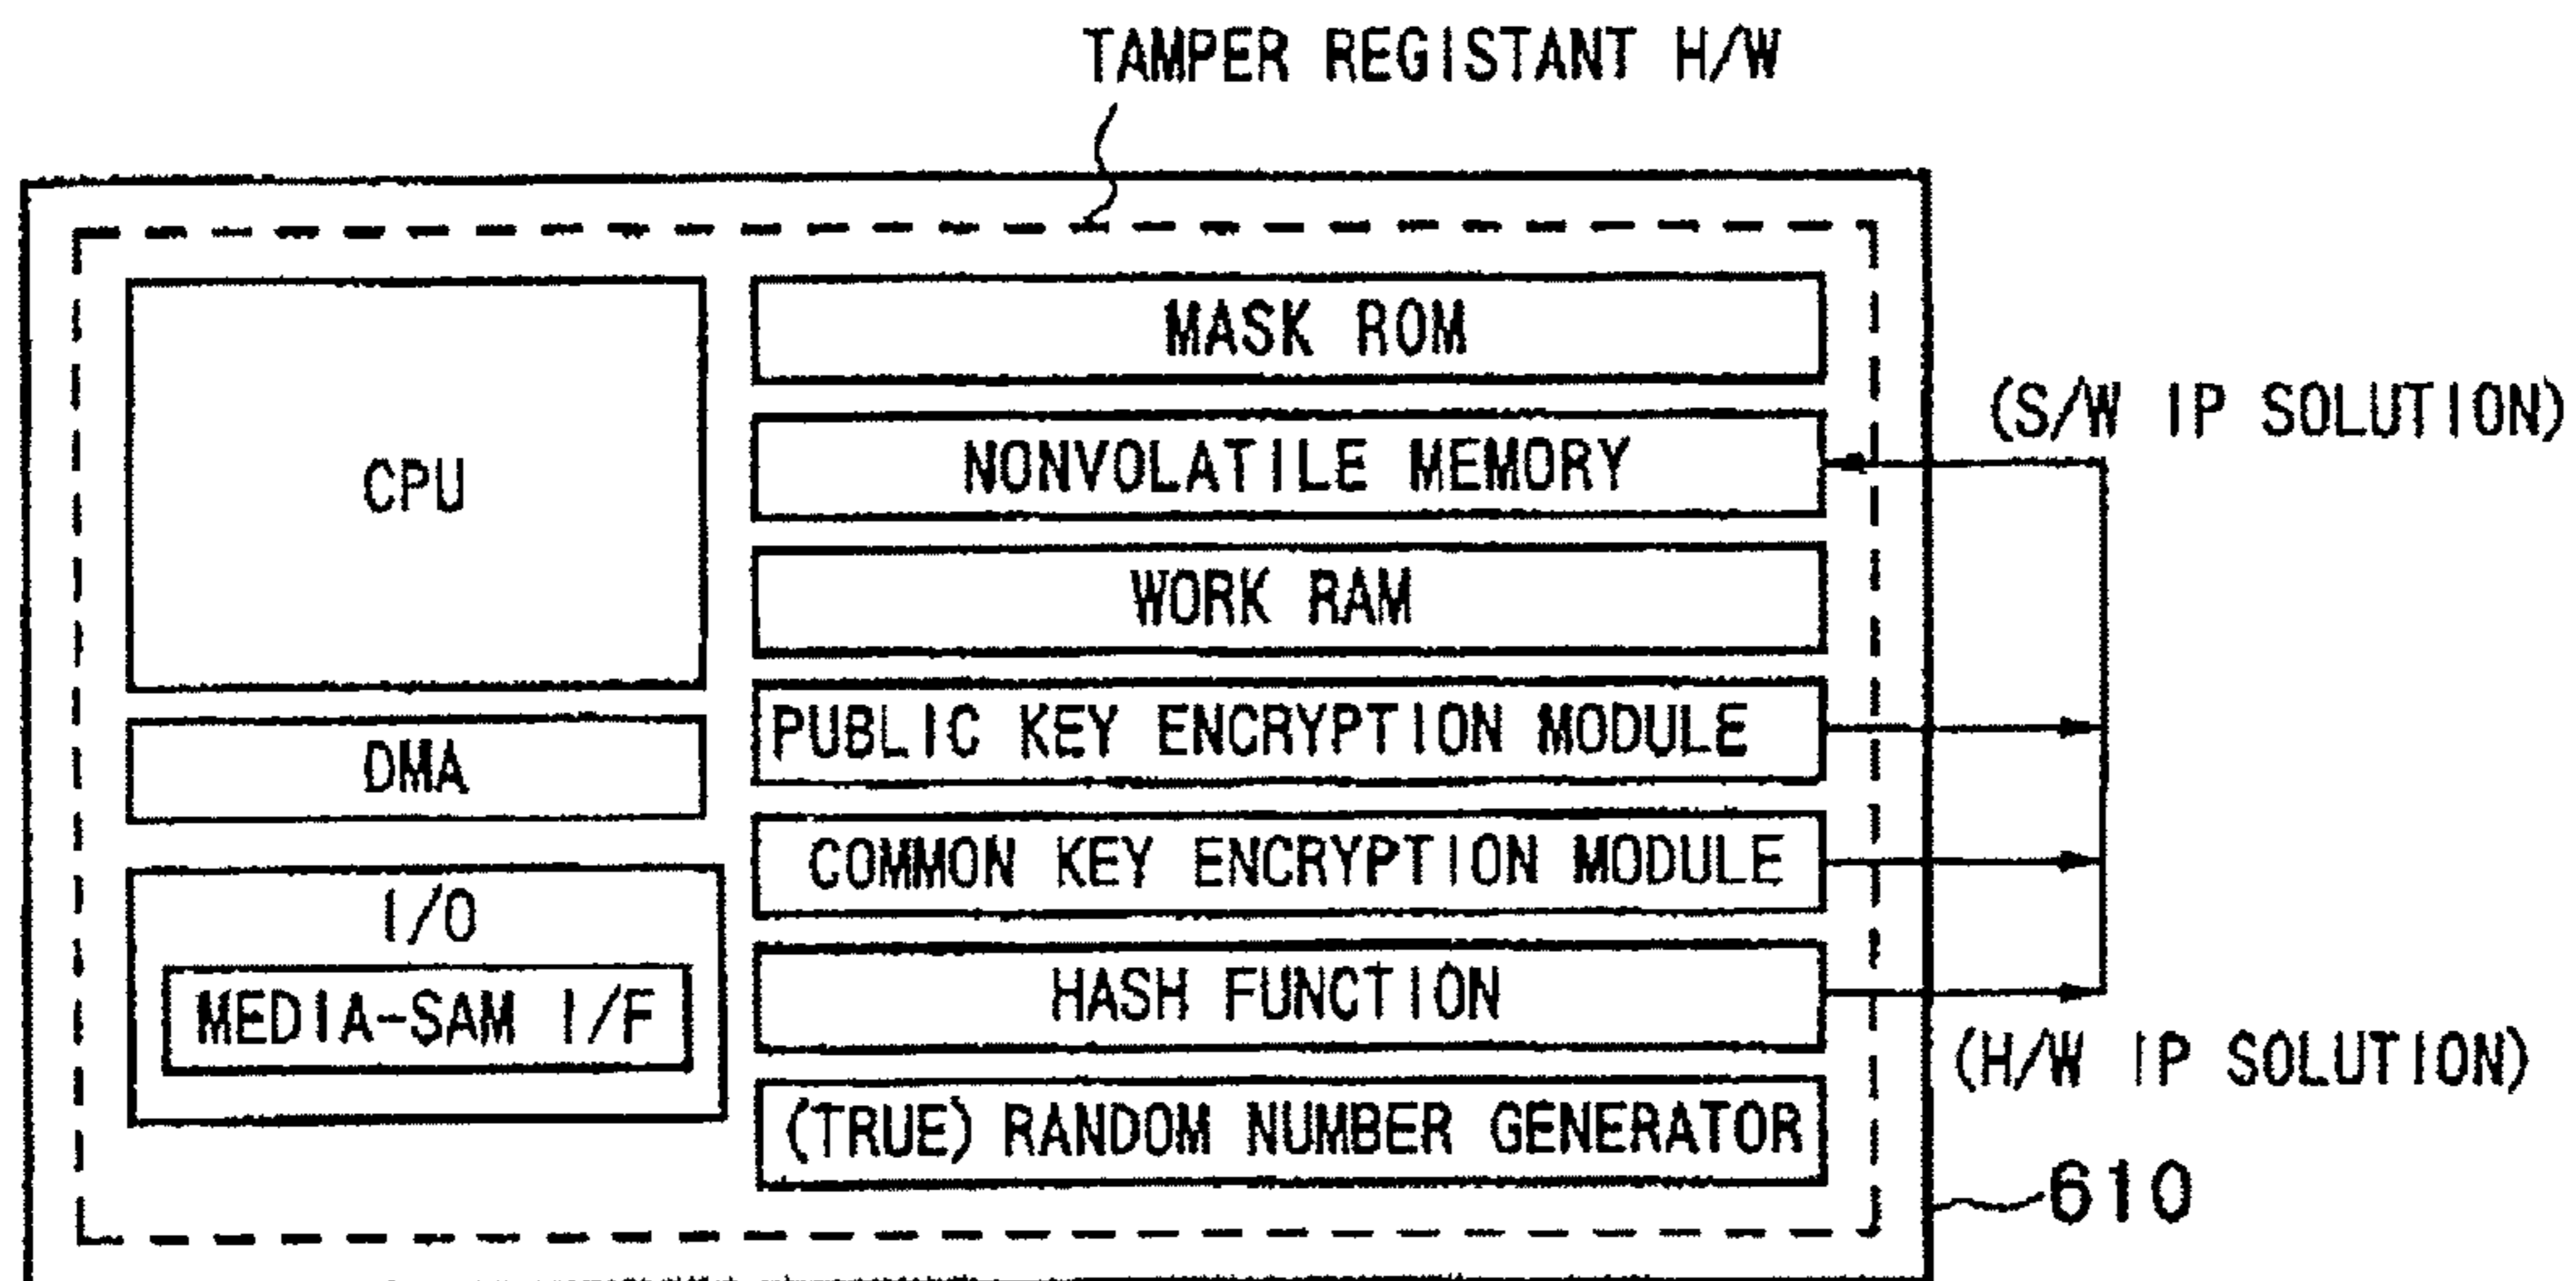 TAMPER REGISTANT H/W
CPU
DMA
I/O
MEDIA-SAM I/F
MASK ROM
NONVOLATILE MEMORY
WORK RAM
PUBLIC KEY ENCRYPTION MODULE
COMMON KEY ENCRYPTION MODULE
HASH FUNCTION
(TRUE) RANDOM NUMBER GENERATOR
(S/W IP SOLUTION)
(H/W IP SOLUTION)
610